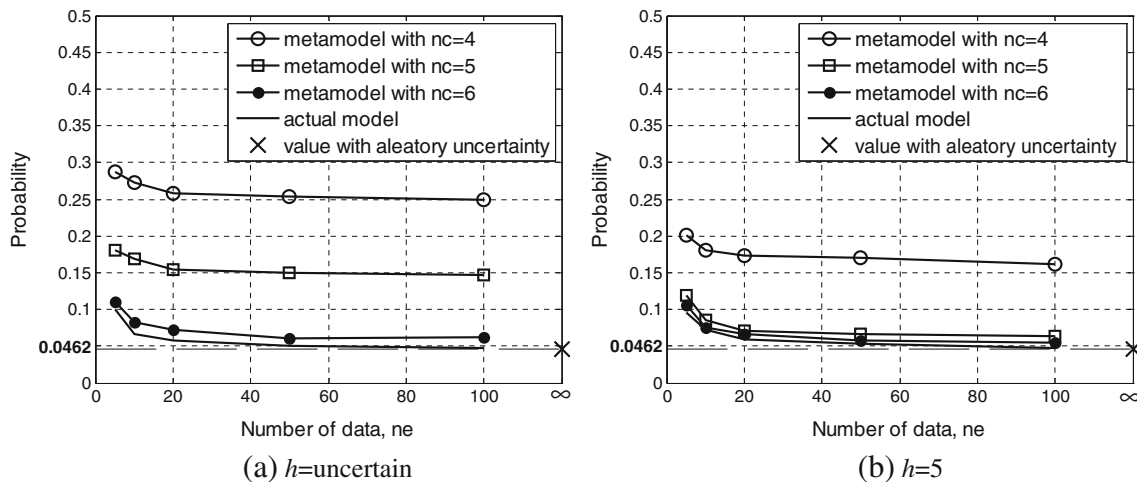 0.5
0.45
0.4
0.35
0.3
0.25
0.2
0.15
0.1
0.0462
0
Probability
metamodel with nc=4
metamodel with nc=5
metamodel with nc=6
actual model
value with aleatory uncertainty
0 20 40 60 80 100 ∞
Number of data, ne
(a) h=uncertain
0.5
0.45
0.4
0.35
0.3
0.25
0.2
0.15
0.1
0.0462
0
Probability
metamodel with nc=4
metamodel with nc=5
metamodel with nc=6
actual model
value with aleatory uncertainty
0 20 40 60 80 100 ∞
Number of data, ne
(b) h=5